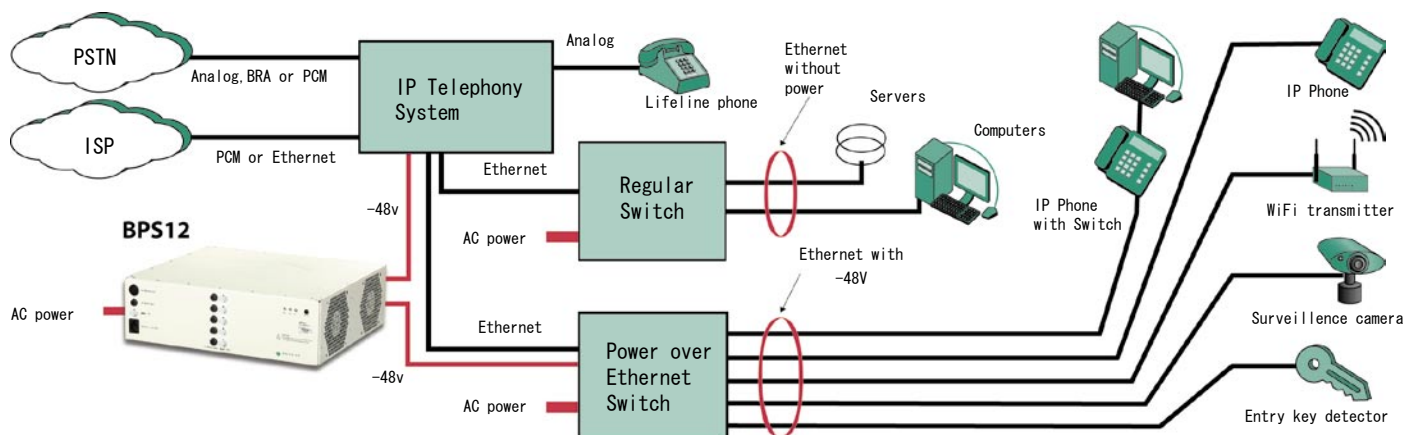 PSTN
Analog,BRA or PCM
ISP
PCM or Ethernet
IP Telephony
System
Analog
Lifeline phone
Ethernet
without
power
Servers
Computers
Ethernet
Regular
Switch
AC power
-48v
BPS12
AC power
-48v
Ethernet
Power over
Ethernet
Switch
AC power
Ethernet with
-48V
IP Phone
with Switch
IP Phone
WiFi transmitter
Surveillence camera
Entry key detector